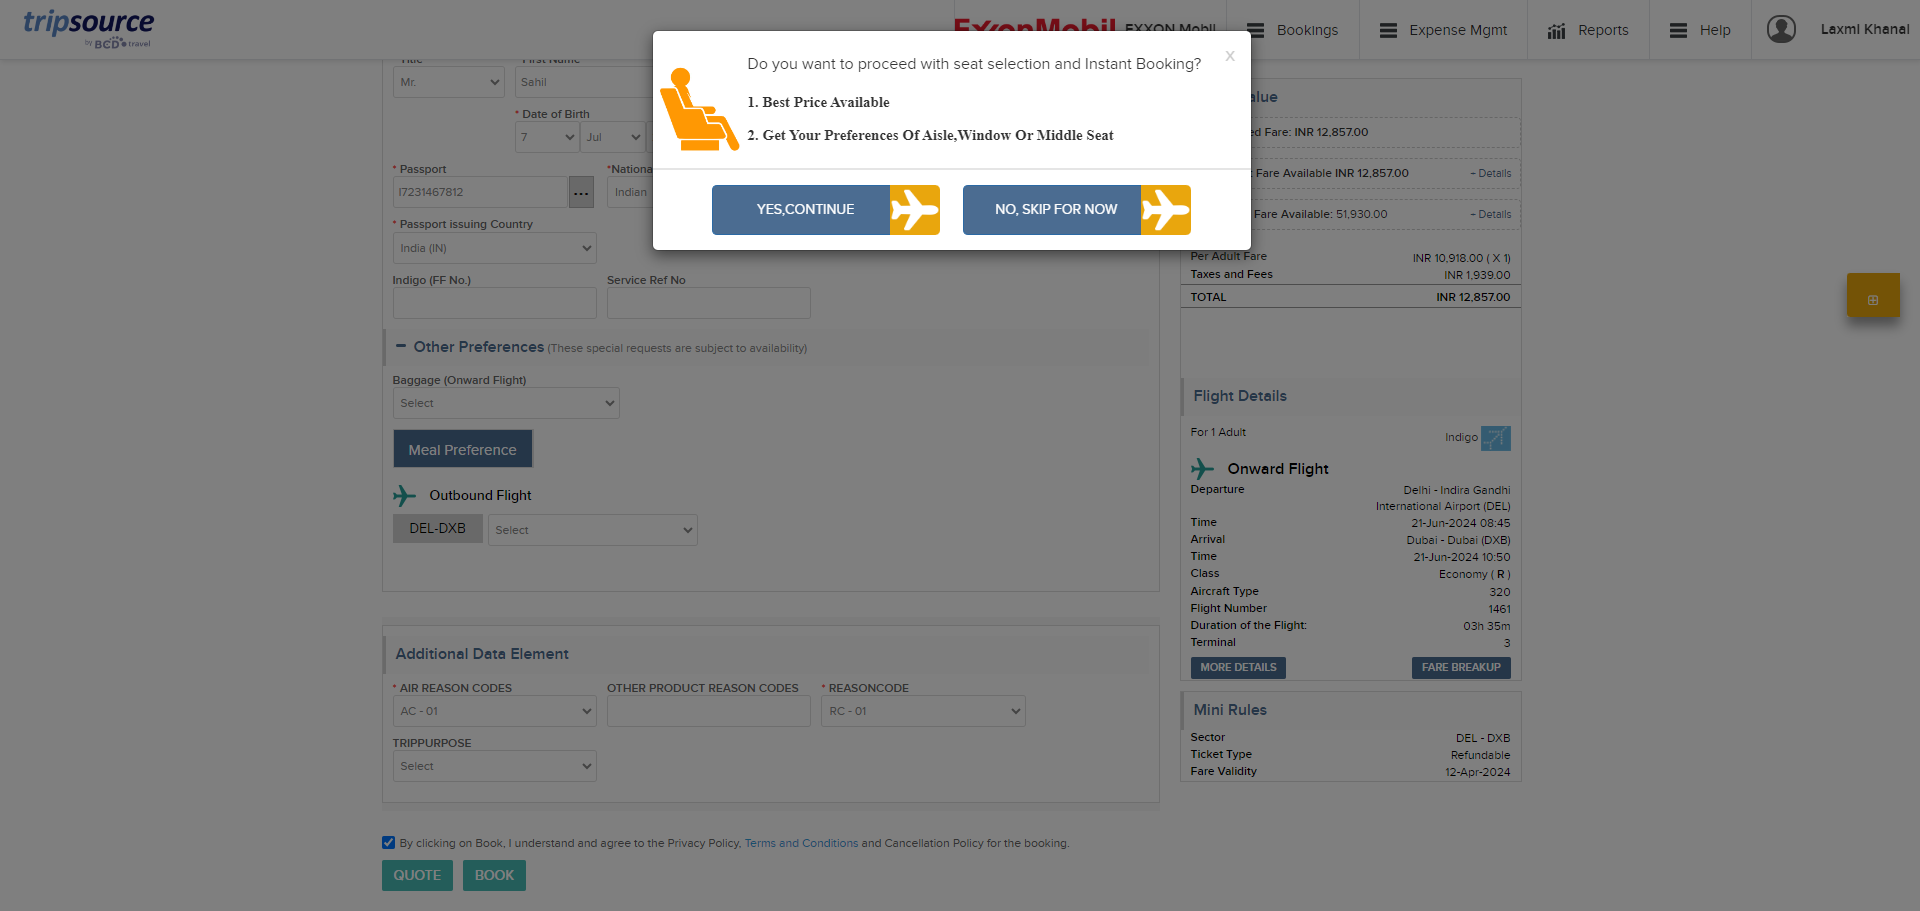 tripsource
by BCD travel
ExxonMobil
EXXON Mobil
Bookings
Expense Mgmt
Reports
Help
Laxmi Khanal
Do you want to proceed with seat selection and Instant Booking?
x
1. Best Price Available
2. Get Your Preferences Of Aisle,Window Or Middle Seat
YES,CONTINUE
NO, SKIP FOR NOW
Title
First Name
Mr.
Sahil
* Date of Birth
7
Jul
* Passport
*Nationa
I7231467812
...
Indian
* Passport issuing Country
India (IN)
Indigo (FF No.)
Service Ref No
− Other Preferences (These special requests are subject to availability)
Baggage (Onward Flight)
Select
Meal Preference
Outbound Flight
DEL-DXB
Select
Additional Data Element
* AIR REASON CODES
OTHER PRODUCT REASON CODES
* REASONCODE
AC - 01
RC - 01
TRIPPURPOSE
Select
By clicking on Book, I understand and agree to the Privacy Policy, Terms and Conditions and Cancellation Policy for the booking.
QUOTE
BOOK
alue
ed Fare: INR 12,857.00
t Fare Available INR 12,857.00
- Details
Fare Available: 51,930.00
- Details
Per Adult Fare
INR 10,918.00 ( X 1)
Taxes and Fees
INR 1,939.00
TOTAL
INR 12,857.00
Flight Details
For 1 Adult
Indigo
Onward Flight
Departure
Delhi - Indira Gandhi
International Airport (DEL)
Time
21-Jun-2024 08:45
Arrival
Dubai - Dubai (DXB)
Time
21-Jun-2024 10:50
Class
Economy ( R )
Aircraft Type
320
Flight Number
1461
Duration of the Flight:
03h 35m
Terminal
3
MORE DETAILS
FARE BREAKUP
Mini Rules
Sector
DEL - DXB
Ticket Type
Refundable
Fare Validity
12-Apr-2024